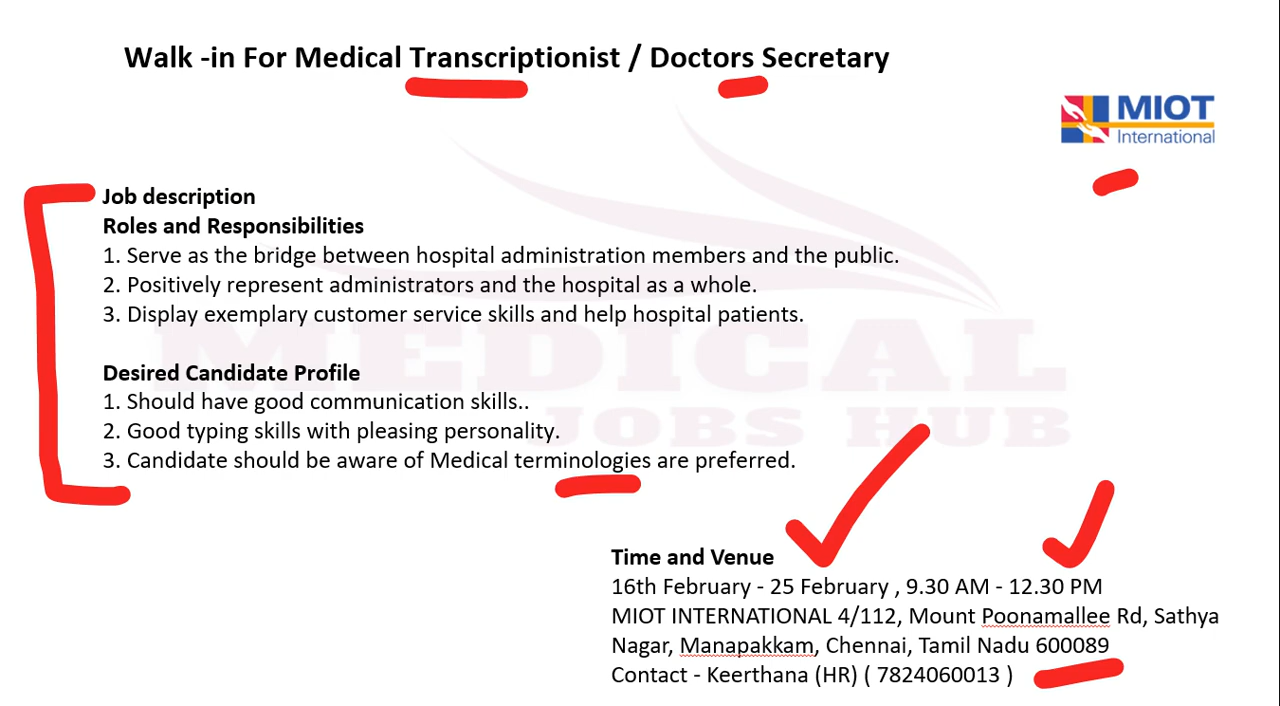 Walk -in For Medical Transcriptionist / Doctors Secretary
MIOT
International
Job description
Roles and Responsibilities
1. Serve as the bridge between hospital administration members and the public.
2. Positively represent administrators and the hospital as a whole.
3. Display exemplary customer service skills and help hospital patients.
MEDICAL
JOBS HUB
Desired Candidate Profile
1. Should have good communication skills..
2. Good typing skills with pleasing personality.
3. Candidate should be aware of Medical terminologies are preferred.
Time and Venue
16th February - 25 February , 9.30 AM - 12.30 PM
MIOT INTERNATIONAL 4/112, Mount Poonamallee Rd, Sathya
Nagar, Manapakkam, Chennai, Tamil Nadu 600089
Contact - Keerthana (HR) ( 7824060013 )